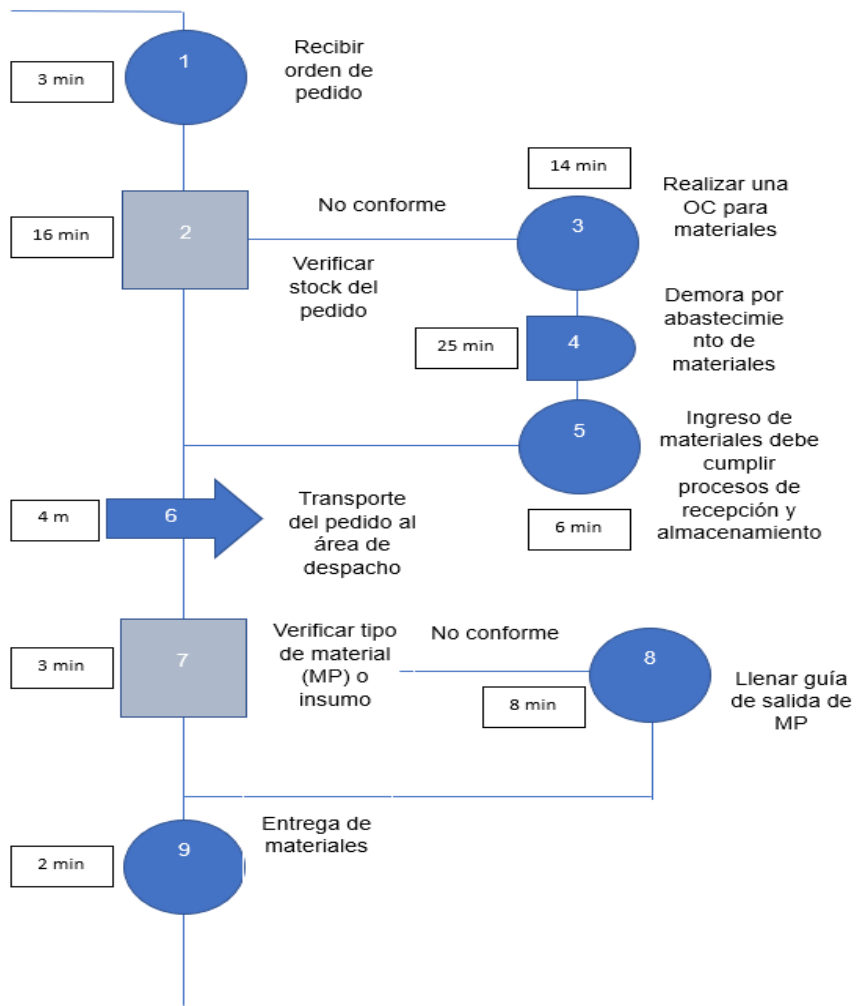 1
Recibir
orden de
pedido
3 min
14 min
Realizar una
OC para
materiales
No conforme
3
2
16 min
Verificar
stock del
pedido
Demora por
abastecimie
nto de
materiales
25 min
4
5
Ingreso de
materiales debe
cumplir
procesos de
recepción y
almacenamiento
6 min
4 m
6
Transporte
del pedido al
área de
despacho
3 min
7
Verificar tipo
de material
(MP) o
insumo
No conforme
8
8 min
Llenar guía
de salida de
MP
Entrega de
materiales
9
2 min